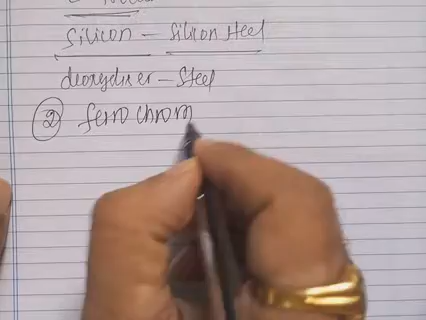 Silicon - Silicon Steel
deoxydiser - Steel
② ferro chrom